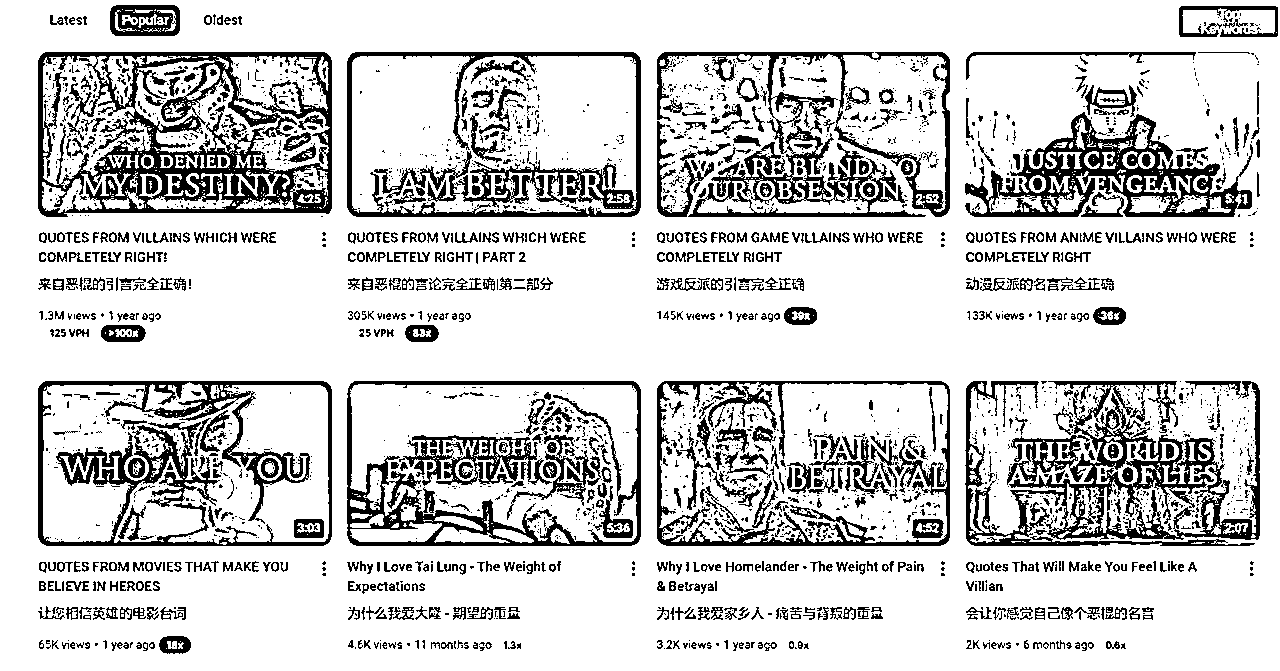 Latest Popular Oldest
Top
Keywords
WHO DENIED ME
MY DESTINY?
4:25
I AM BETTER!
2:58
WE ARE BLIND TO
OUR OBSESSION
2:52
JUSTICE COMES
FROM VENGEANCE
5:41
QUOTES FROM VILLAINS WHICH WERE
COMPLETELY RIGHT!
来自恶棍的引言完全正确!
1.3M views • 1 year ago
125 VPH >100x
QUOTES FROM VILLAINS WHICH WERE
COMPLETELY RIGHT | PART 2
来自恶棍的言论完全正确|第二部分
305K views • 1 year ago
25 VPH 83x
QUOTES FROM GAME VILLAINS WHO WERE
COMPLETELY RIGHT
游戏反派的引言完全正确
145K views • 1 year ago 39x
QUOTES FROM ANIME VILLAINS WHO WERE
COMPLETELY RIGHT
动漫反派的名言完全正确
133K views • 1 year ago 36x
WHO ARE YOU
3:03
THE WEIGHT OF
EXPECTATIONS
5:36
PAIN &
BETRAYAL
4:52
THE WORLD IS
A MAZE OF LIES
2:07
QUOTES FROM MOVIES THAT MAKE YOU
BELIEVE IN HEROES
让您相信英雄的电影台词
65K views • 1 year ago 18x
Why I Love Tai Lung - The Weight of
Expectations
为什么我爱大隆 - 期望的重量
4.6K views • 11 months ago 1.3x
Why I Love Homelander - The Weight of Pain
& Betrayal
为什么我爱家乡人 - 痛苦与背叛的重量
3.2K views • 1 year ago 0.9x
Quotes That Will Make You Feel Like A
Villian
会让你感觉自己像个恶棍的名言
2K views • 6 months ago 0.6x